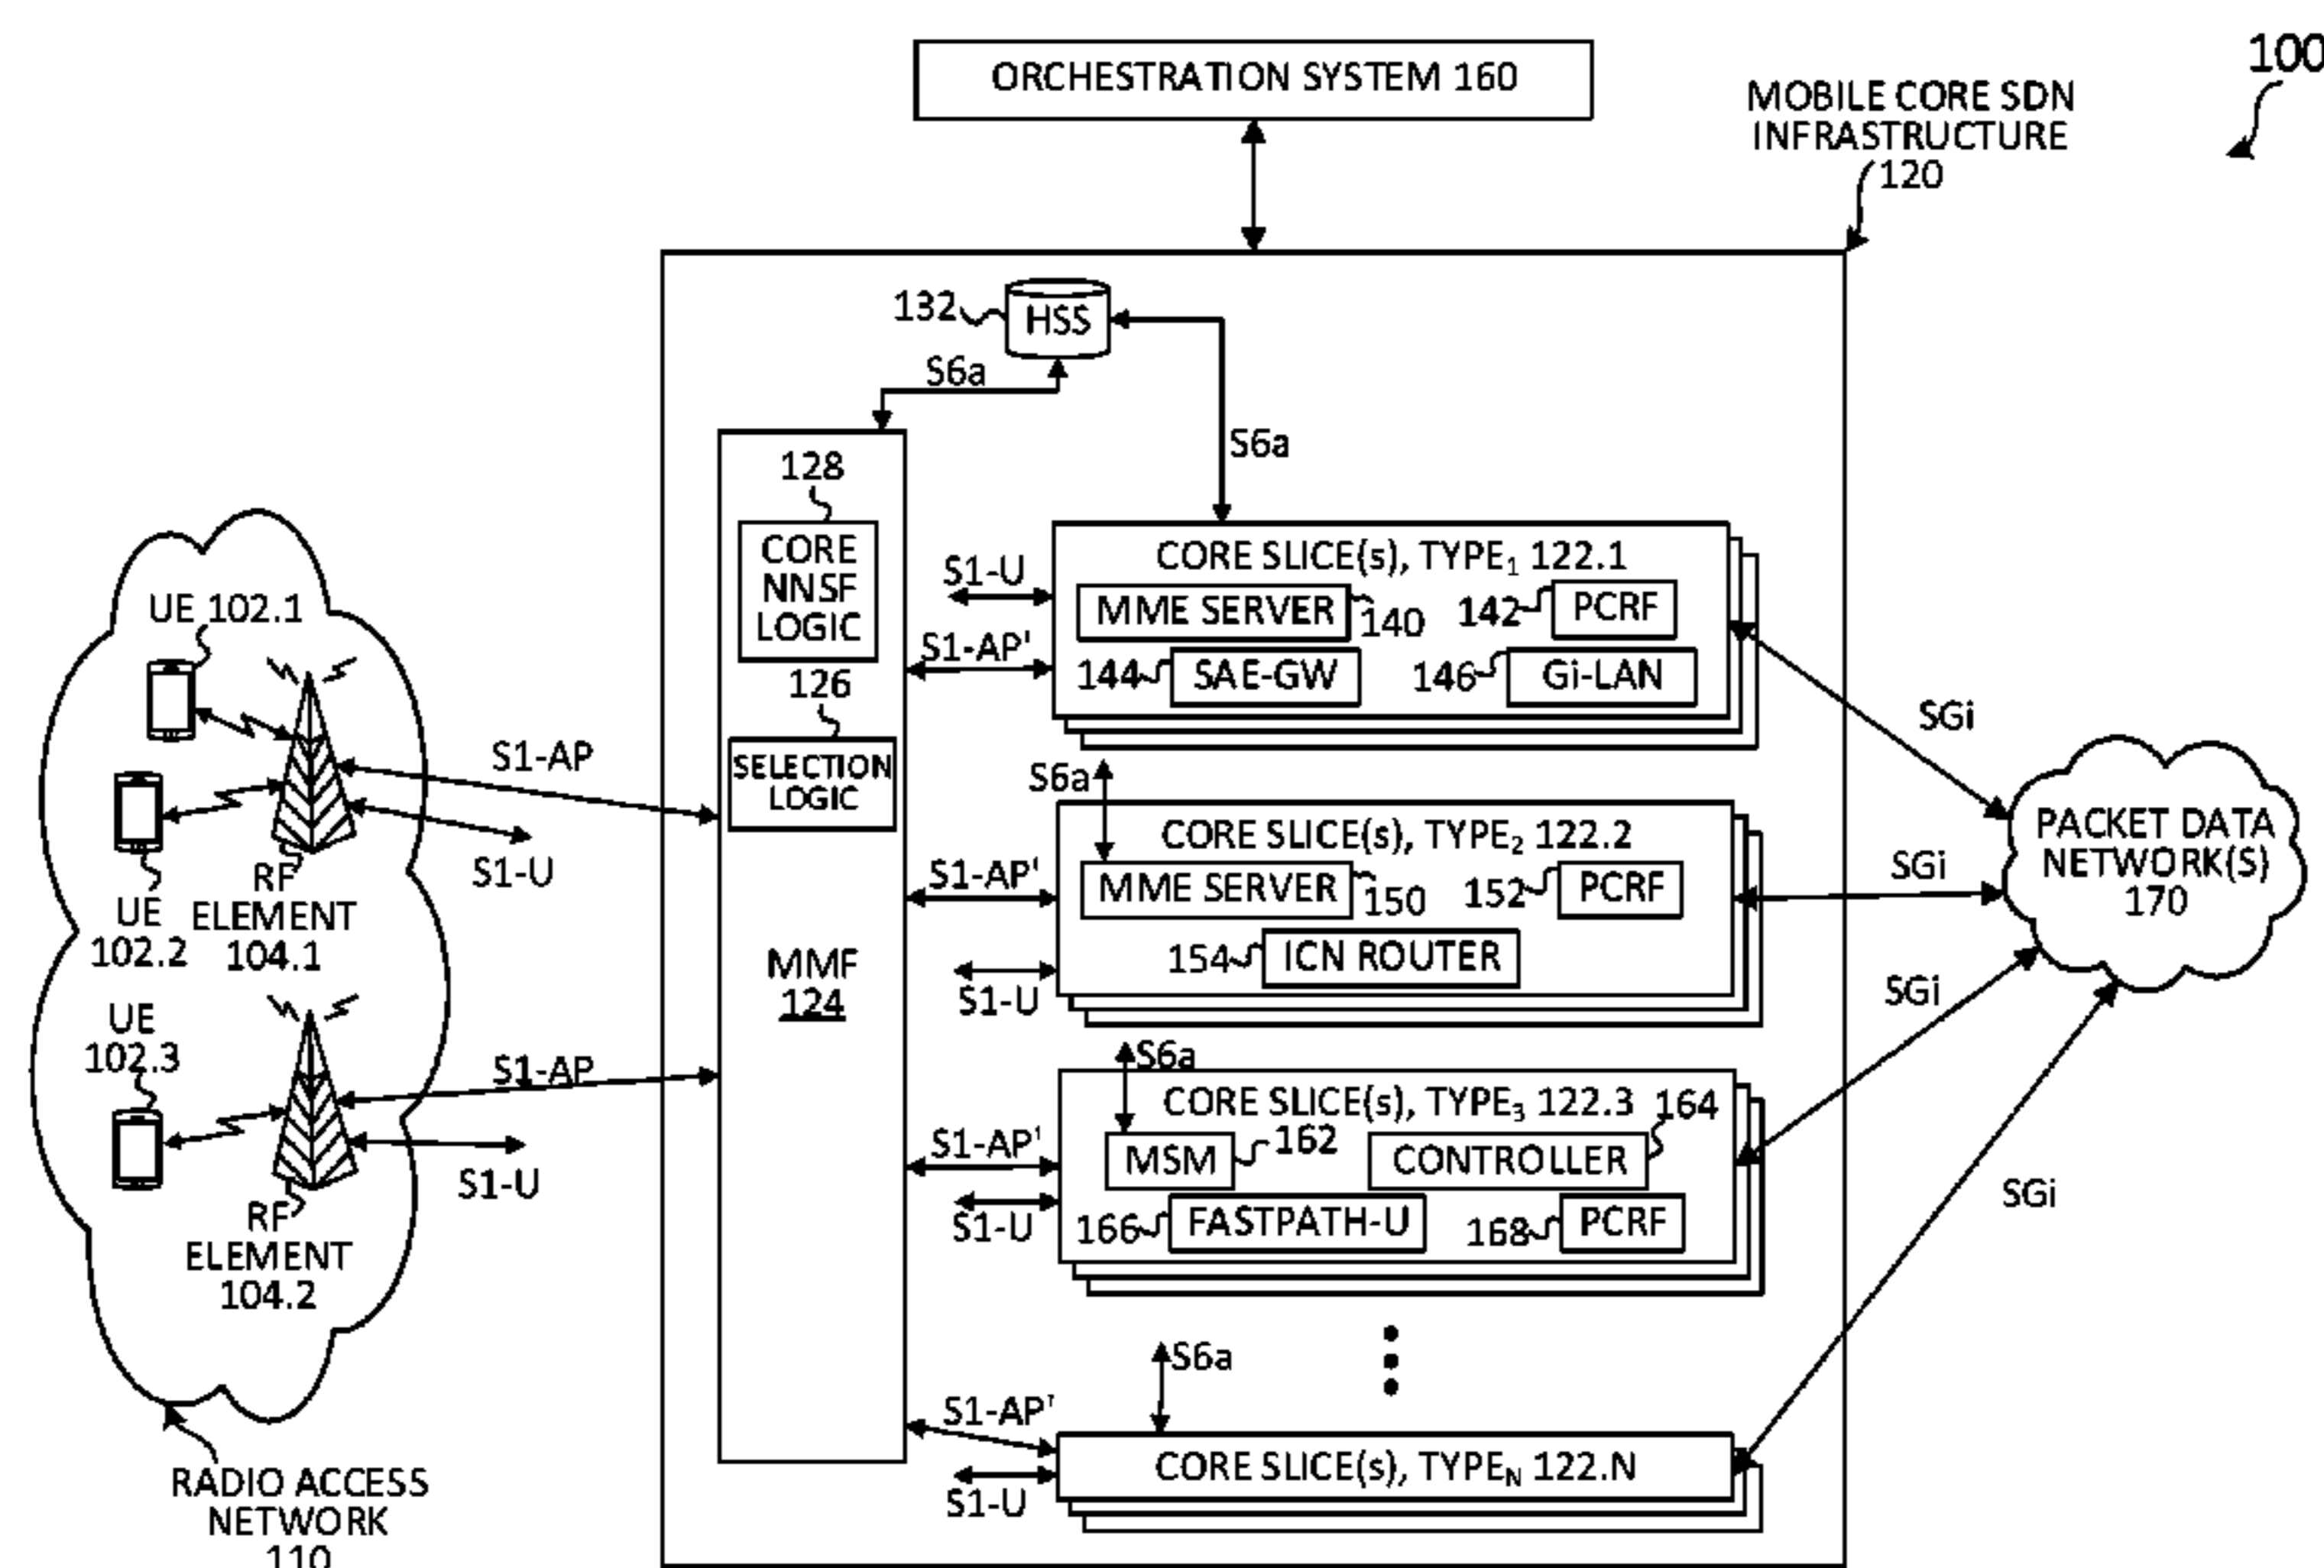 100
ORCHESTRATION SYSTEM 160
MOBILE CORE SDN
INFRASTRUCTURE
120
132
HSS
S6a
S6a
128
CORE
NNSF
LOGIC
126
SELECTION
LOGIC
MMF
124
UE 102.1
UE
102.2
RF
ELEMENT
104.1
UE
102.3
RF
ELEMENT
104.2
S1-AP
S1-U
S1-AP
S1-U
RADIO ACCESS
NETWORK
110
S1-U
S1-AP'
CORE SLICE(s), TYPE₁ 122.1
MME SERVER
140
142
PCRF
144
SAE-GW
146
Gi-LAN
S6a
S1-AP'
S1-U
CORE SLICE(s), TYPE₂ 122.2
MME SERVER
150
152
PCRF
154
ICN ROUTER
S6a
S1-AP'
S1-U
CORE SLICE(s), TYPE₃ 122.3
164
MSM
162
CONTROLLER
166
FASTPATH-U
168
PCRF
S6a
S1-AP'
S1-U
CORE SLICE(s), TYPE_N 122.N
SGi
SGi
SGi
SGi
PACKET DATA
NETWORK(S)
170